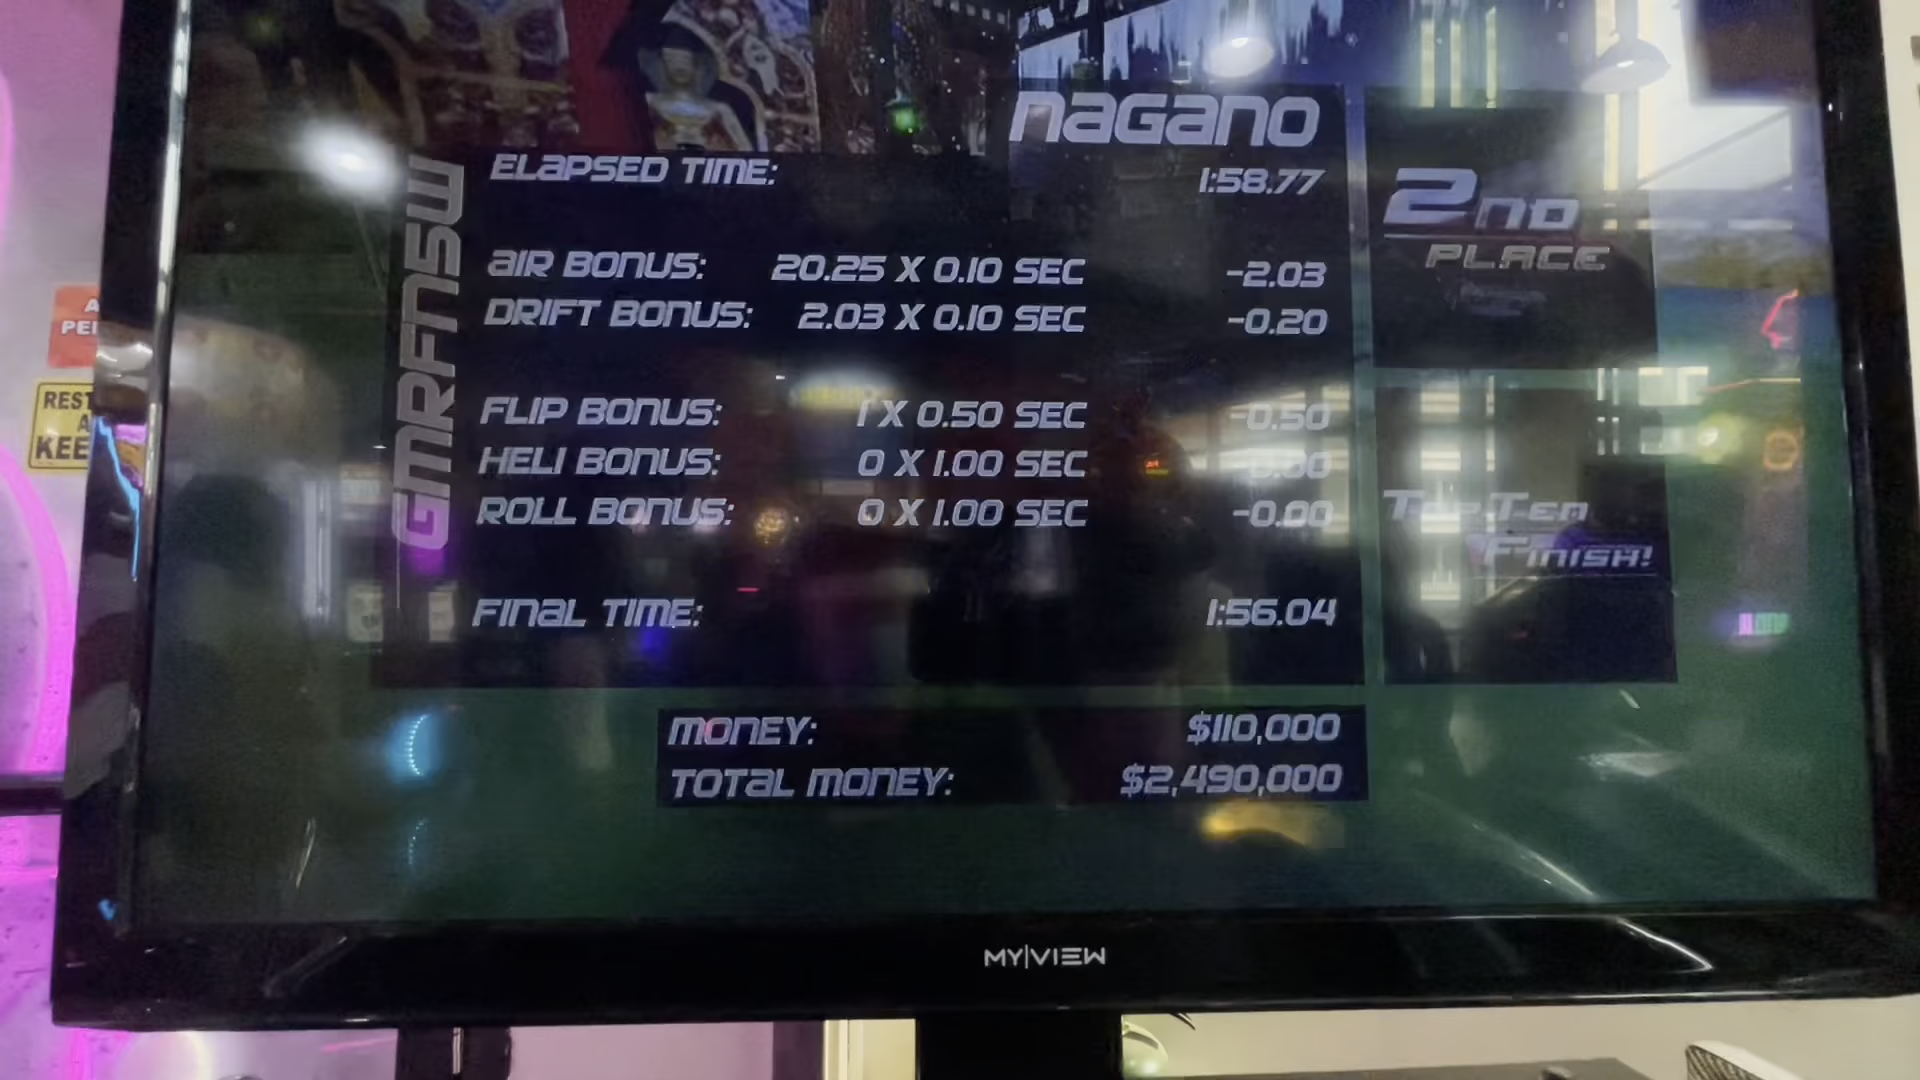 NAGANO
ELAPSED TIME: 1:58.77
AIR BONUS: 20.25 X 0.10 SEC -2.03
DRIFT BONUS: 2.03 X 0.10 SEC -0.20
FLIP BONUS: 1 X 0.50 SEC -0.50
HELI BONUS: 0 X 1.00 SEC -0.00
ROLL BONUS: 0 X 1.00 SEC -0.00
FINAL TIME: 1:56.04
GMRFN5W
2ND
PLACE
TOP TEN
FINISH!
MONEY: $110,000
TOTAL MONEY: $2,490,000
MY|VIEW